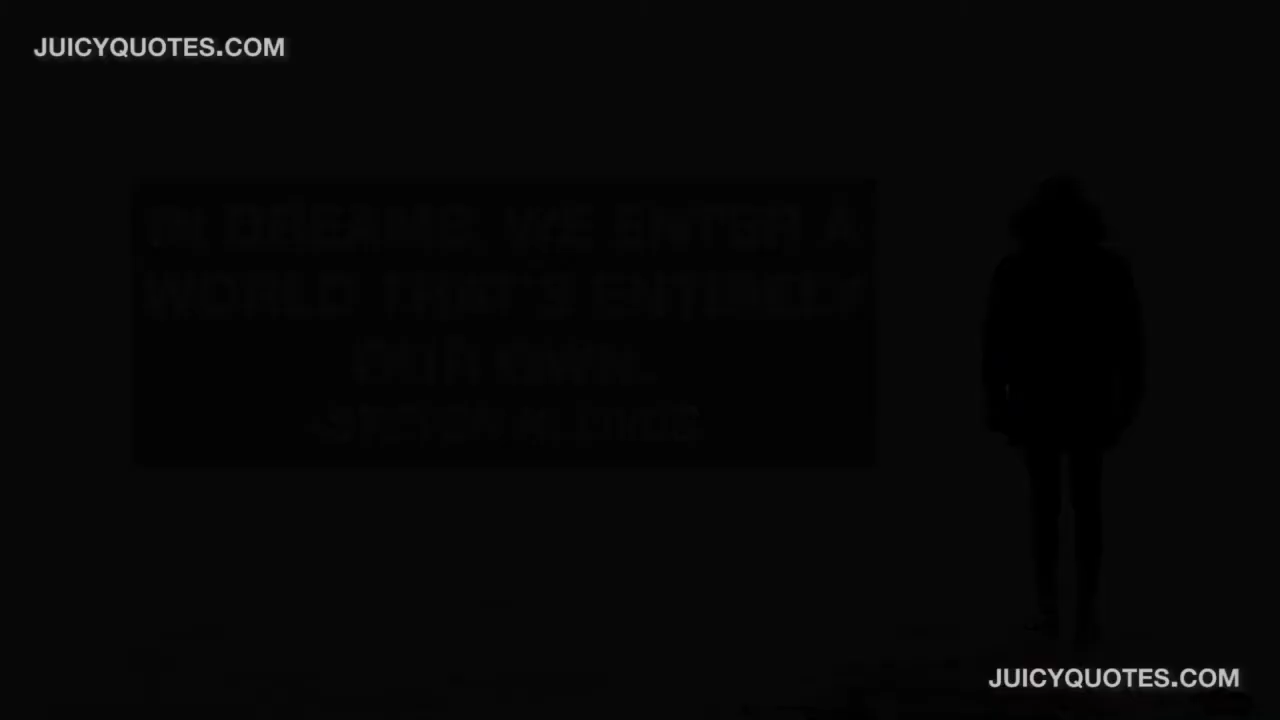 JUICYQUOTES.COM
IN DREAMS, WE ENTER A
WORLD THAT'S ENTIRELY
OUR OWN.
JUICYQUOTES.COM